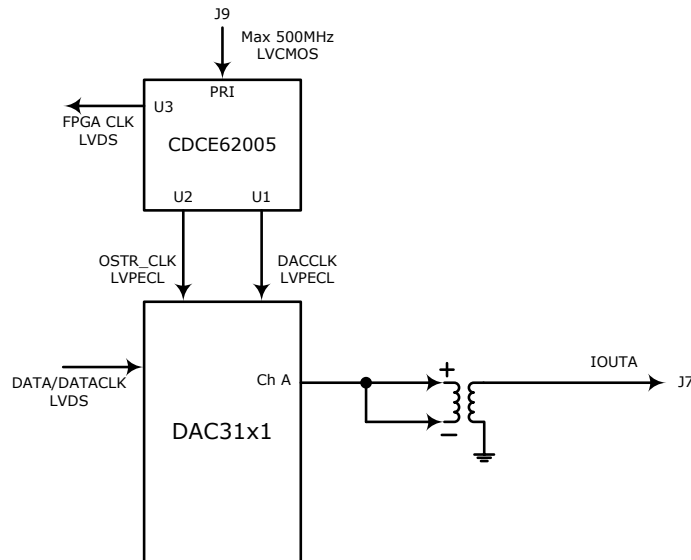 J9
Max 500MHz
LVCMOS
PRI
U3
FPGA CLK
LVDS
CDCE62005
U2
U1
OSTR_CLK
LVPECL
DACCLK
LVPECL
DATA/DATACLK
LVDS
Ch A
DAC31x1
+
−
IOUTA
J7